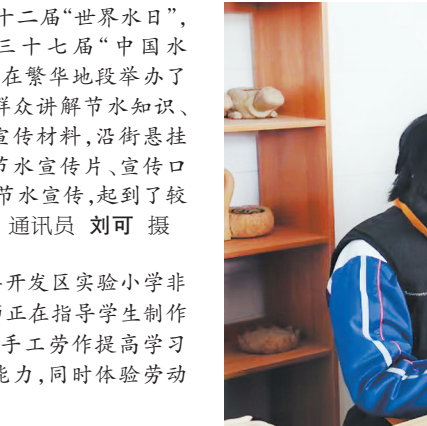 十二届“世界水日”,
三十七届“中国水
在繁华地段举办了
群众讲解节水知识、
宣传材料,沿街悬挂
节水宣传片、宣传口
节水宣传,起到了较
通讯员 刘可 摄
开发区实验小学非
正在指导学生制作
手工劳作提高学习
能力,同时体验劳动